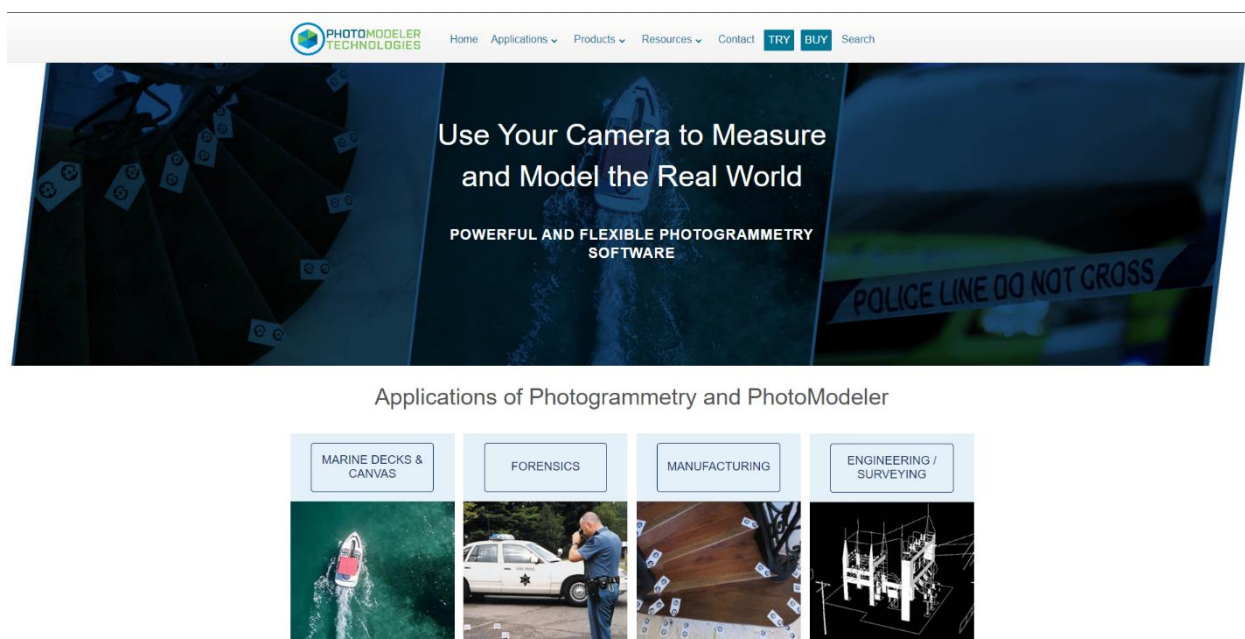 PHOTOMODELER
TECHNOLOGIES
Home Applications Products Resources Contact TRY BUY Search
Use Your Camera to Measure
and Model the Real World
POWERFUL AND FLEXIBLE PHOTOGRAMMETRY
SOFTWARE
POLICE LINE DO NOT CROSS
Applications of Photogrammetry and PhotoModeler
MARINE DECKS &
CANVAS
FORENSICS
MANUFACTURING
ENGINEERING /
SURVEYING